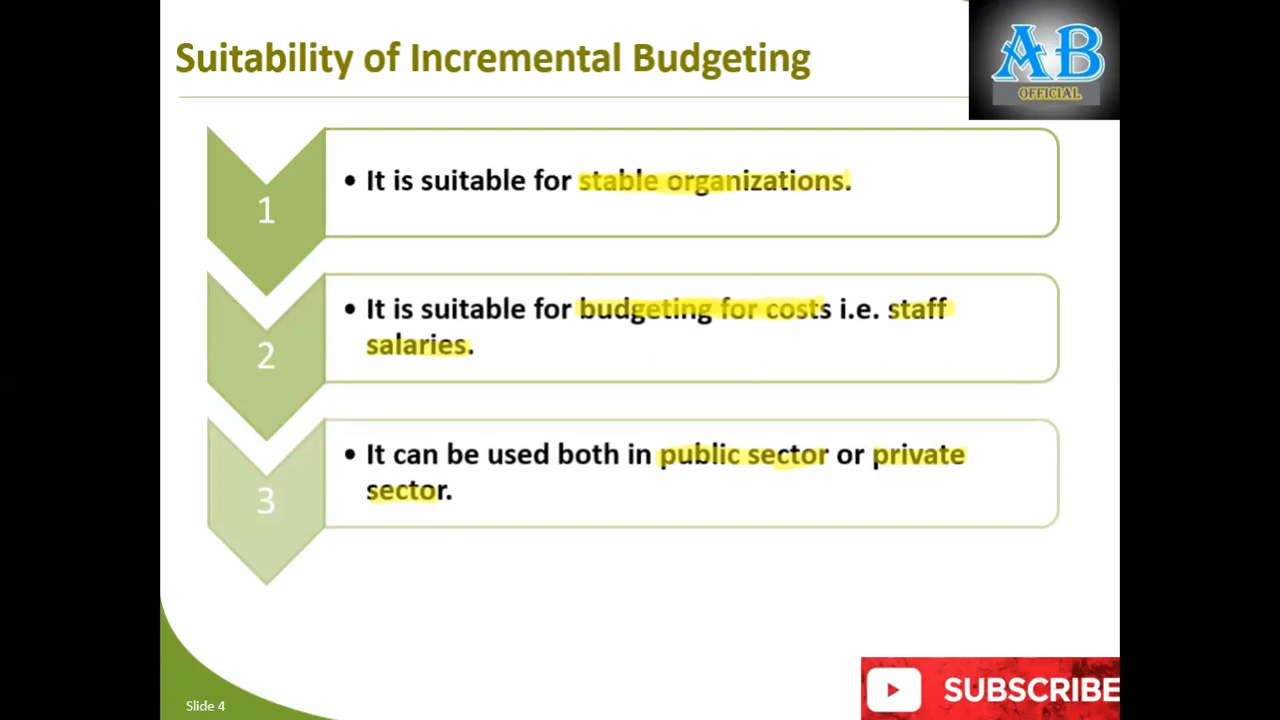 Suitability of Incremental Budgeting
AB
OFFICIAL
1
• It is suitable for stable organizations.
2
• It is suitable for budgeting for costs i.e. staff
salaries.
3
• It can be used both in public sector or private
sector.
Slide 4
SUBSCRIBE